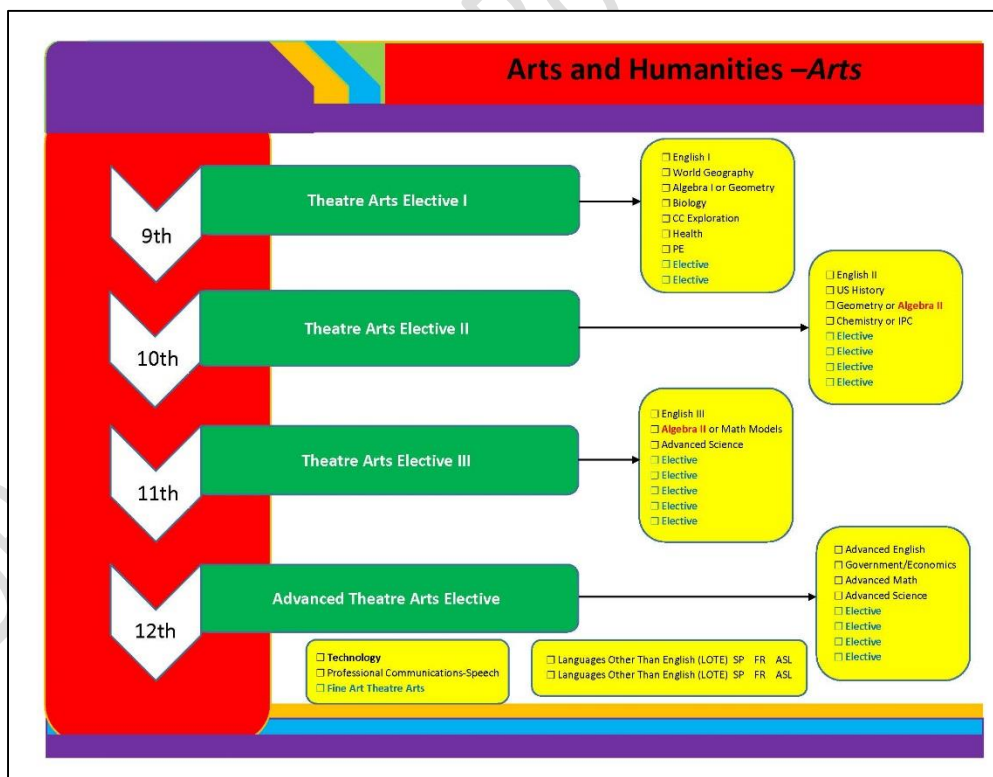 Arts and Humanities –Arts
9th
Theatre Arts Elective I
☐ English I
☐ World Geography
☐ Algebra I or Geometry
☐ Biology
☐ CC Exploration
☐ Health
☐ PE
☐ Elective
☐ Elective
10th
Theatre Arts Elective II
☐ English II
☐ US History
☐ Geometry or Algebra II
☐ Chemistry or IPC
☐ Elective
☐ Elective
☐ Elective
☐ Elective
11th
Theatre Arts Elective III
☐ English III
☐ Algebra II or Math Models
☐ Advanced Science
☐ Elective
☐ Elective
☐ Elective
☐ Elective
☐ Elective
12th
Advanced Theatre Arts Elective
☐ Advanced English
☐ Government/Economics
☐ Advanced Math
☐ Advanced Science
☐ Elective
☐ Elective
☐ Elective
☐ Elective
☐ Technology
☐ Professional Communications-Speech
☐ Fine Art Theatre Arts
☐ Languages Other Than English (LOTE) SP FR ASL
☐ Languages Other Than English (LOTE) SP FR ASL